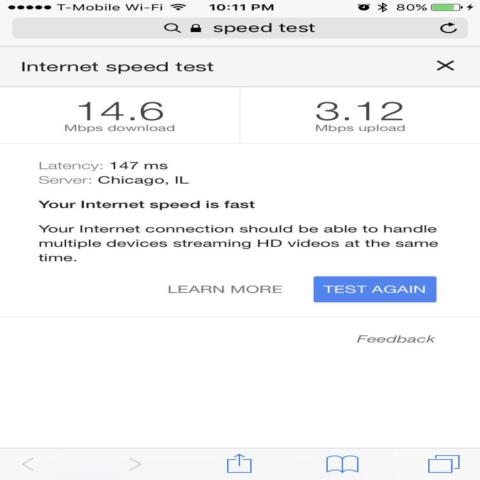 T-Mobile Wi-Fi 10:11 PM 80%
speed test
Internet speed test
14.6 3.12
Mbps download Mbps upload
Latency: 147 ms
Server: Chicago, IL
Your Internet speed is fast
Your Internet connection should be able to handle
multiple devices streaming HD videos at the same
time.
LEARN MORE TEST AGAIN
Feedback